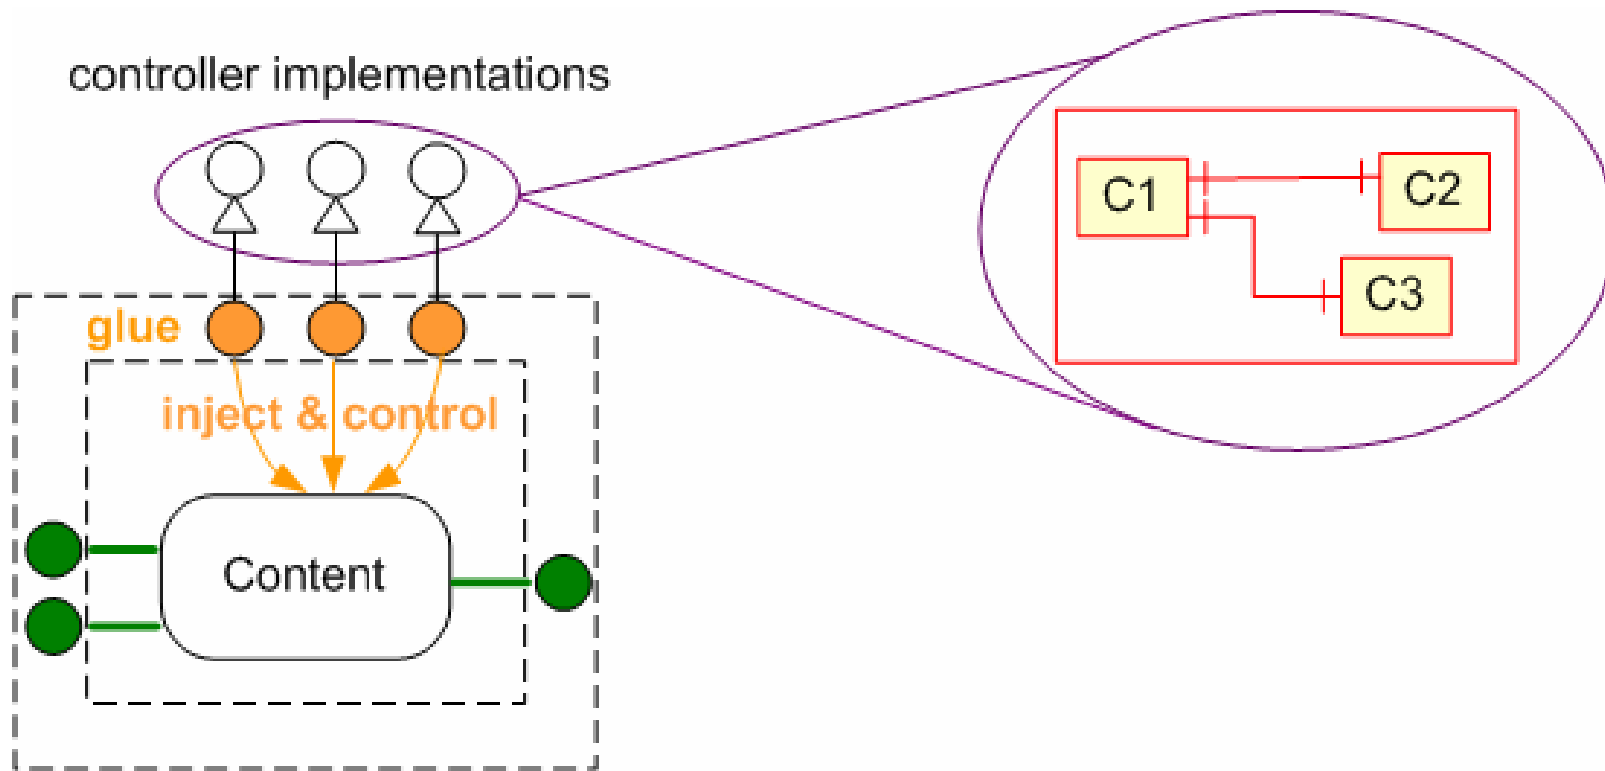 controller implementations
C1
C2
C3
glue
inject & control
Content